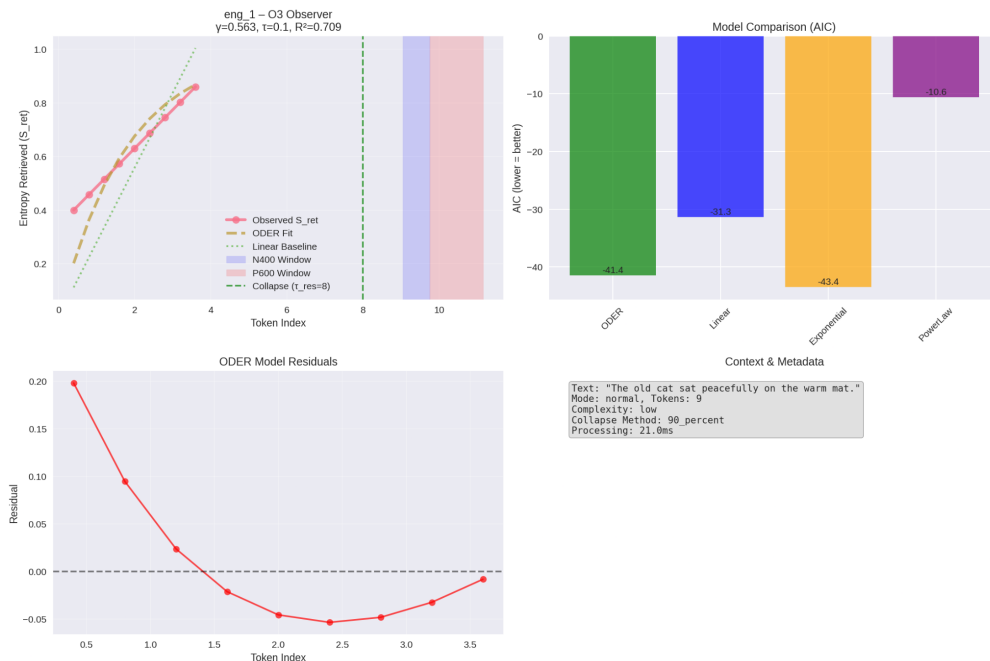 eng_1 – O3 Observer
γ=0.563, τ=0.1, R²=0.709
Entropy Retrieved (S_ret)
1.0
0.8
0.6
0.4
0.2
Observed S_ret
ODER Fit
Linear Baseline
N400 Window
P600 Window
Collapse (τ_res=8)
0
2
4
6
8
10
Token Index
Model Comparison (AIC)
AIC (lower = better)
0
−10
−20
−30
−40
-41.4
-31.3
-43.4
-10.6
ODER
Linear
Exponential
PowerLaw
ODER Model Residuals
Residual
0.20
0.15
0.10
0.05
0.00
−0.05
0.5
1.0
1.5
2.0
2.5
3.0
3.5
Token Index
Context & Metadata
Text: "The old cat sat peacefully on the warm mat."
Mode: normal, Tokens: 9
Complexity: low
Collapse Method: 90_percent
Processing: 21.0ms